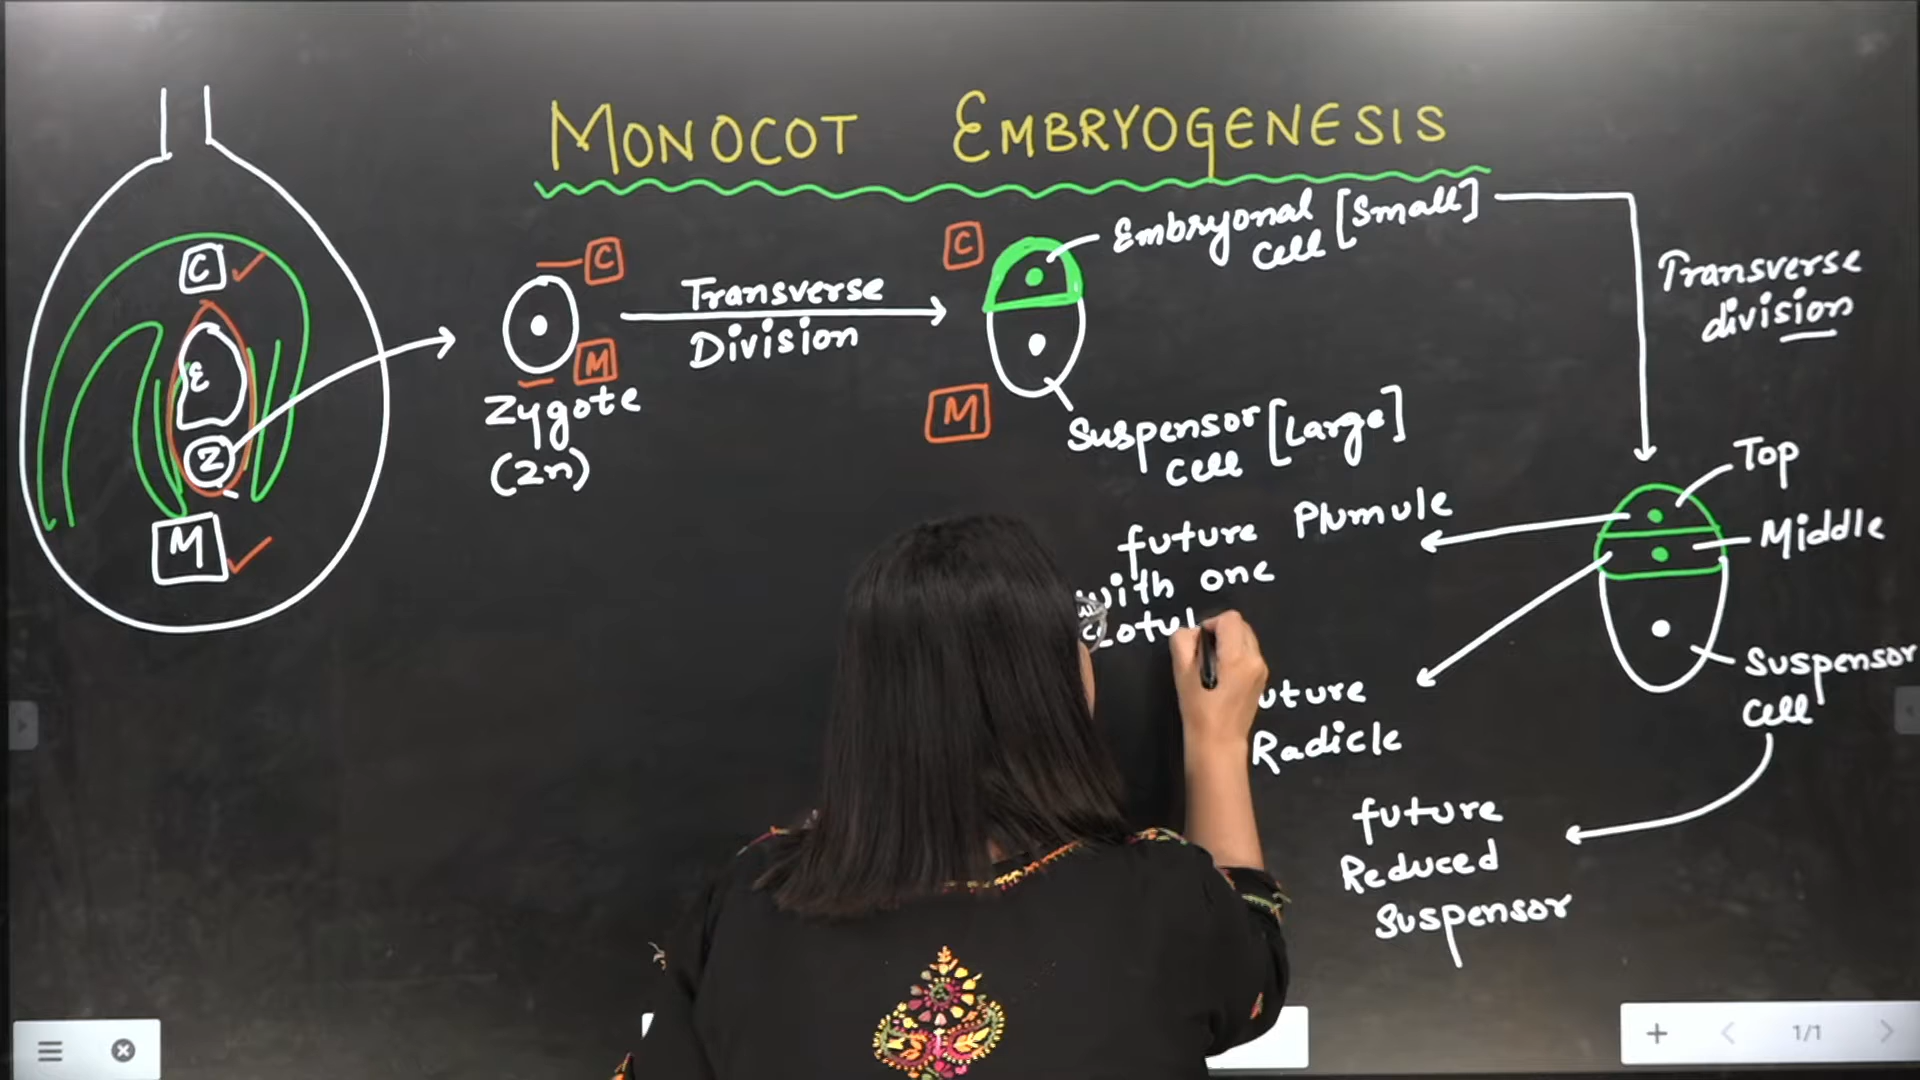 MONOCOT EMBRYOGENESIS
C
E
Z
M
C
M
Zygote
(2n)
Transverse
Division
C
M
Embryonal [Small]
cell
Suspensor [Large]
cell
Transverse
division
Top
Middle
Suspensor
cell
future Plumule
with one
Radicle
future
Reduced
Suspensor
1/1